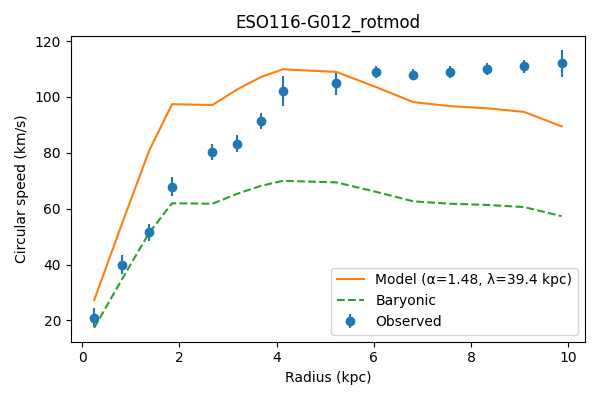 ESO116-G012_rotmod
120
100
80
60
40
20
Circular speed (km/s)
Model (α=1.48, λ=39.4 kpc)
Baryonic
Observed
0 2 4 6 8 10
Radius (kpc)